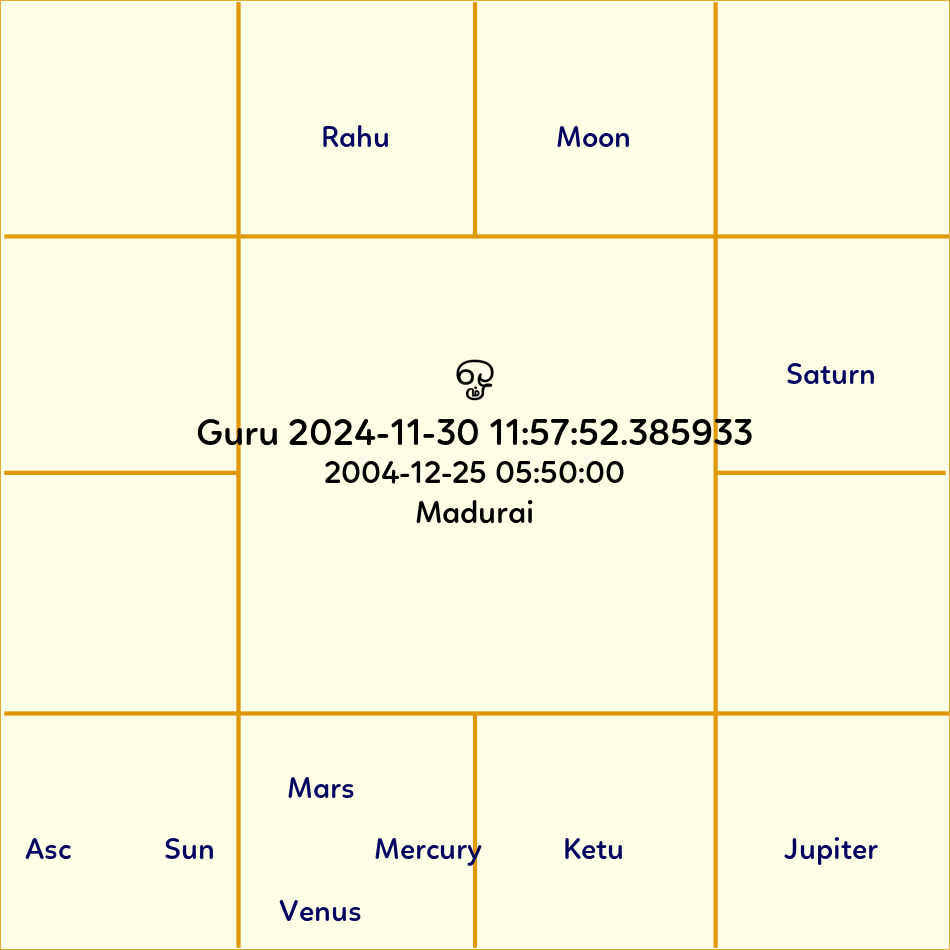 Rahu
Moon
ௐ
Saturn
Guru 2024-11-30 11:57:52.385933
2004-12-25 05:50:00
Madurai
Mars
Asc
Sun
Mercury
Ketu
Jupiter
Venus